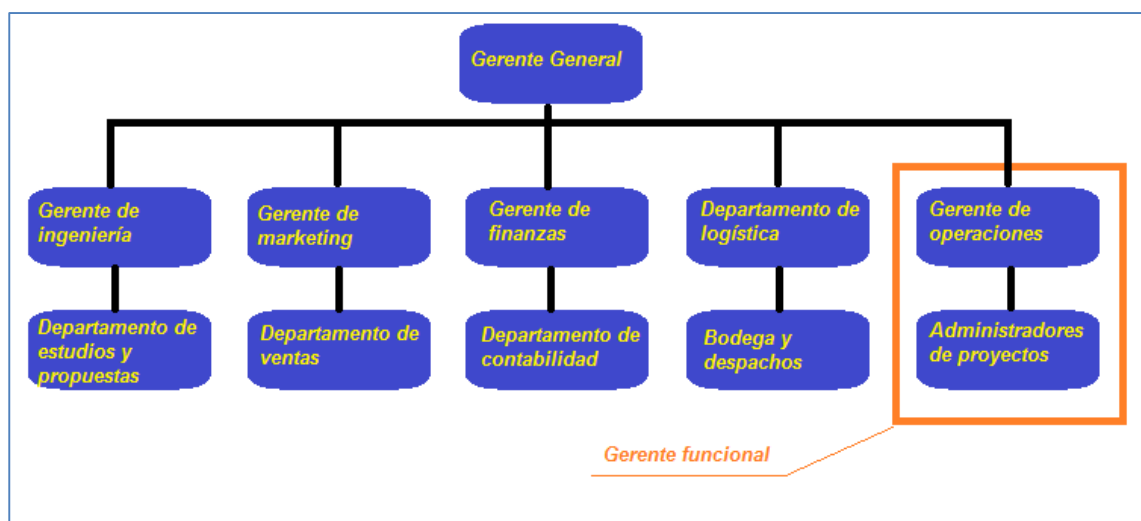 Gerente General
Gerente de
ingeniería
Gerente de
marketing
Gerente de
finanzas
Departamento de
logística
Gerente de
operaciones
Departamento de
estudios y
propuestas
Departamento de
ventas
Departamento de
contabilidad
Bodega y
despachos
Administradores
de proyectos
Gerente funcional